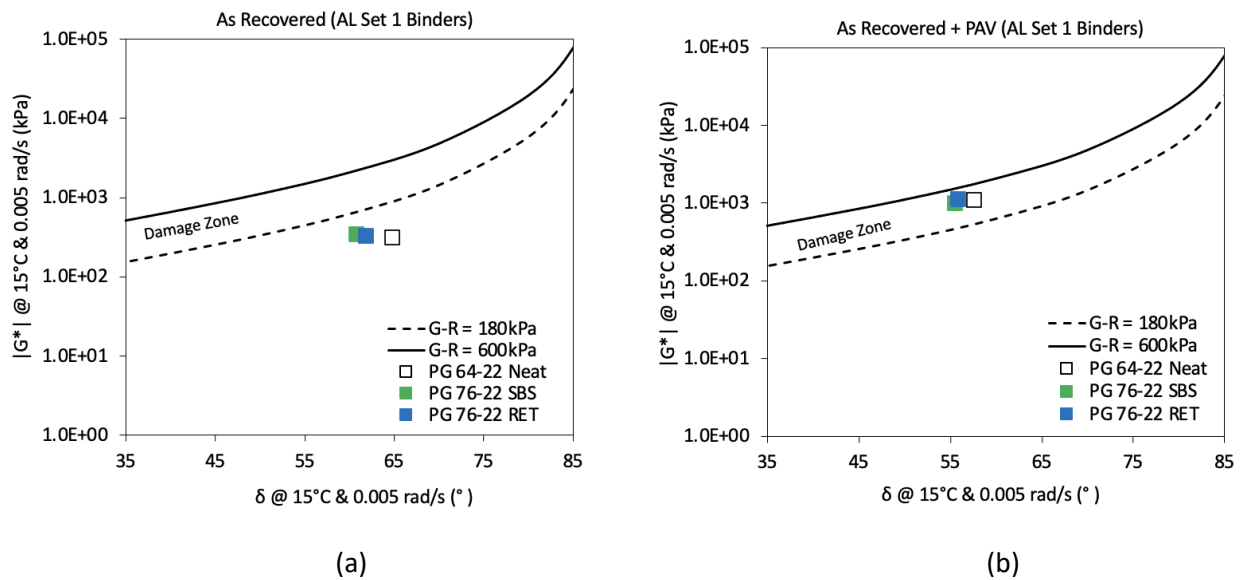 As Recovered (AL Set 1 Binders)
1.0E+05
1.0E+04
1.0E+03
1.0E+02
1.0E+01
1.0E+00
|G*| @ 15°C & 0.005 rad/s (kPa)
Damage Zone
G-R = 180kPa
G-R = 600kPa
PG 64-22 Neat
PG 76-22 SBS
PG 76-22 RET
35 45 55 65 75 85
δ @ 15°C & 0.005 rad/s (° )
(a)
As Recovered + PAV (AL Set 1 Binders)
1.0E+05
1.0E+04
1.0E+03
1.0E+02
1.0E+01
1.0E+00
|G*| @ 15°C & 0.005 rad/s (kPa)
Damage Zone
G-R = 180kPa
G-R = 600kPa
PG 64-22 Neat
PG 76-22 SBS
PG 76-22 RET
35 45 55 65 75 85
δ @ 15°C & 0.005 rad/s (° )
(b)